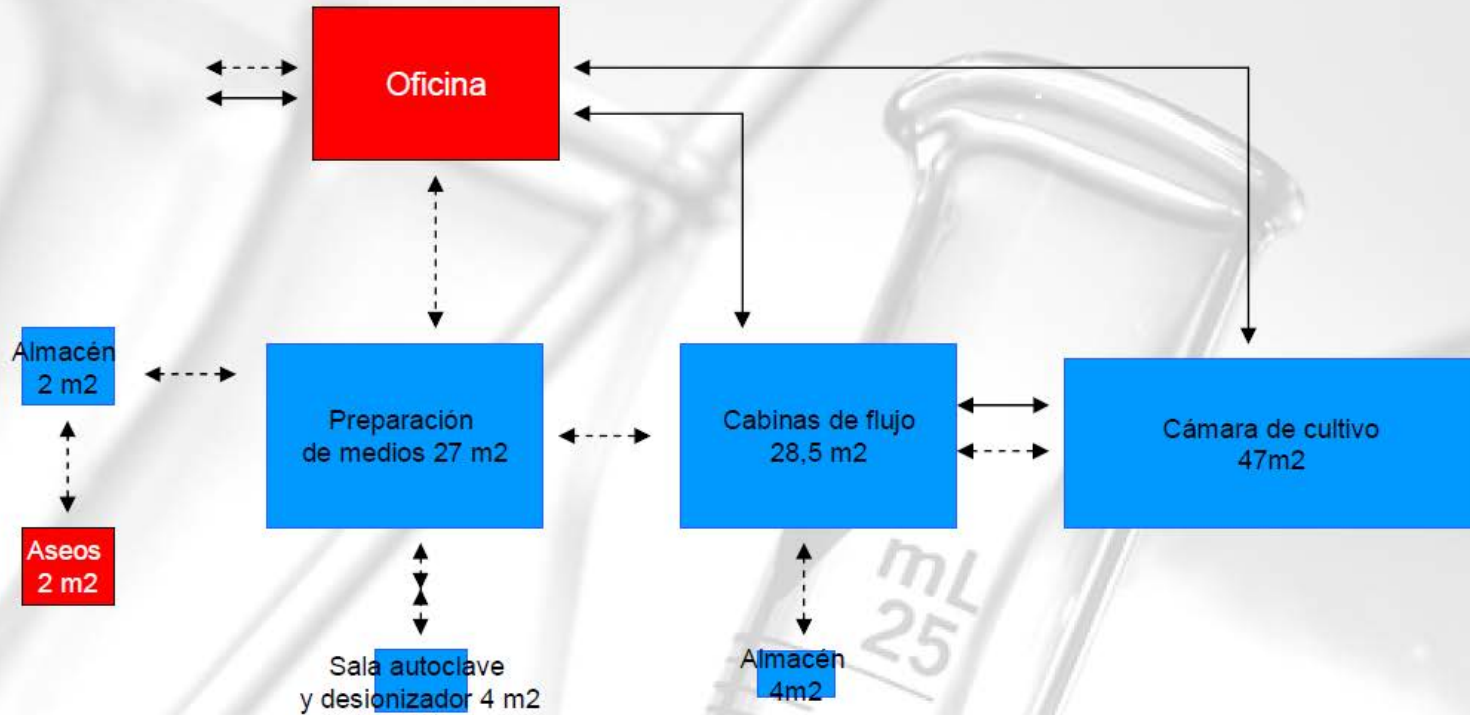 Oficina
Almacén
2 m2
Preparación
de medios 27 m2
Cabinas de flujo
28,5 m2
Cámara de cultivo
47m2
Aseos
2 m2
Sala autoclave
y desionizador 4 m2
Almacén
4m2
mL
25